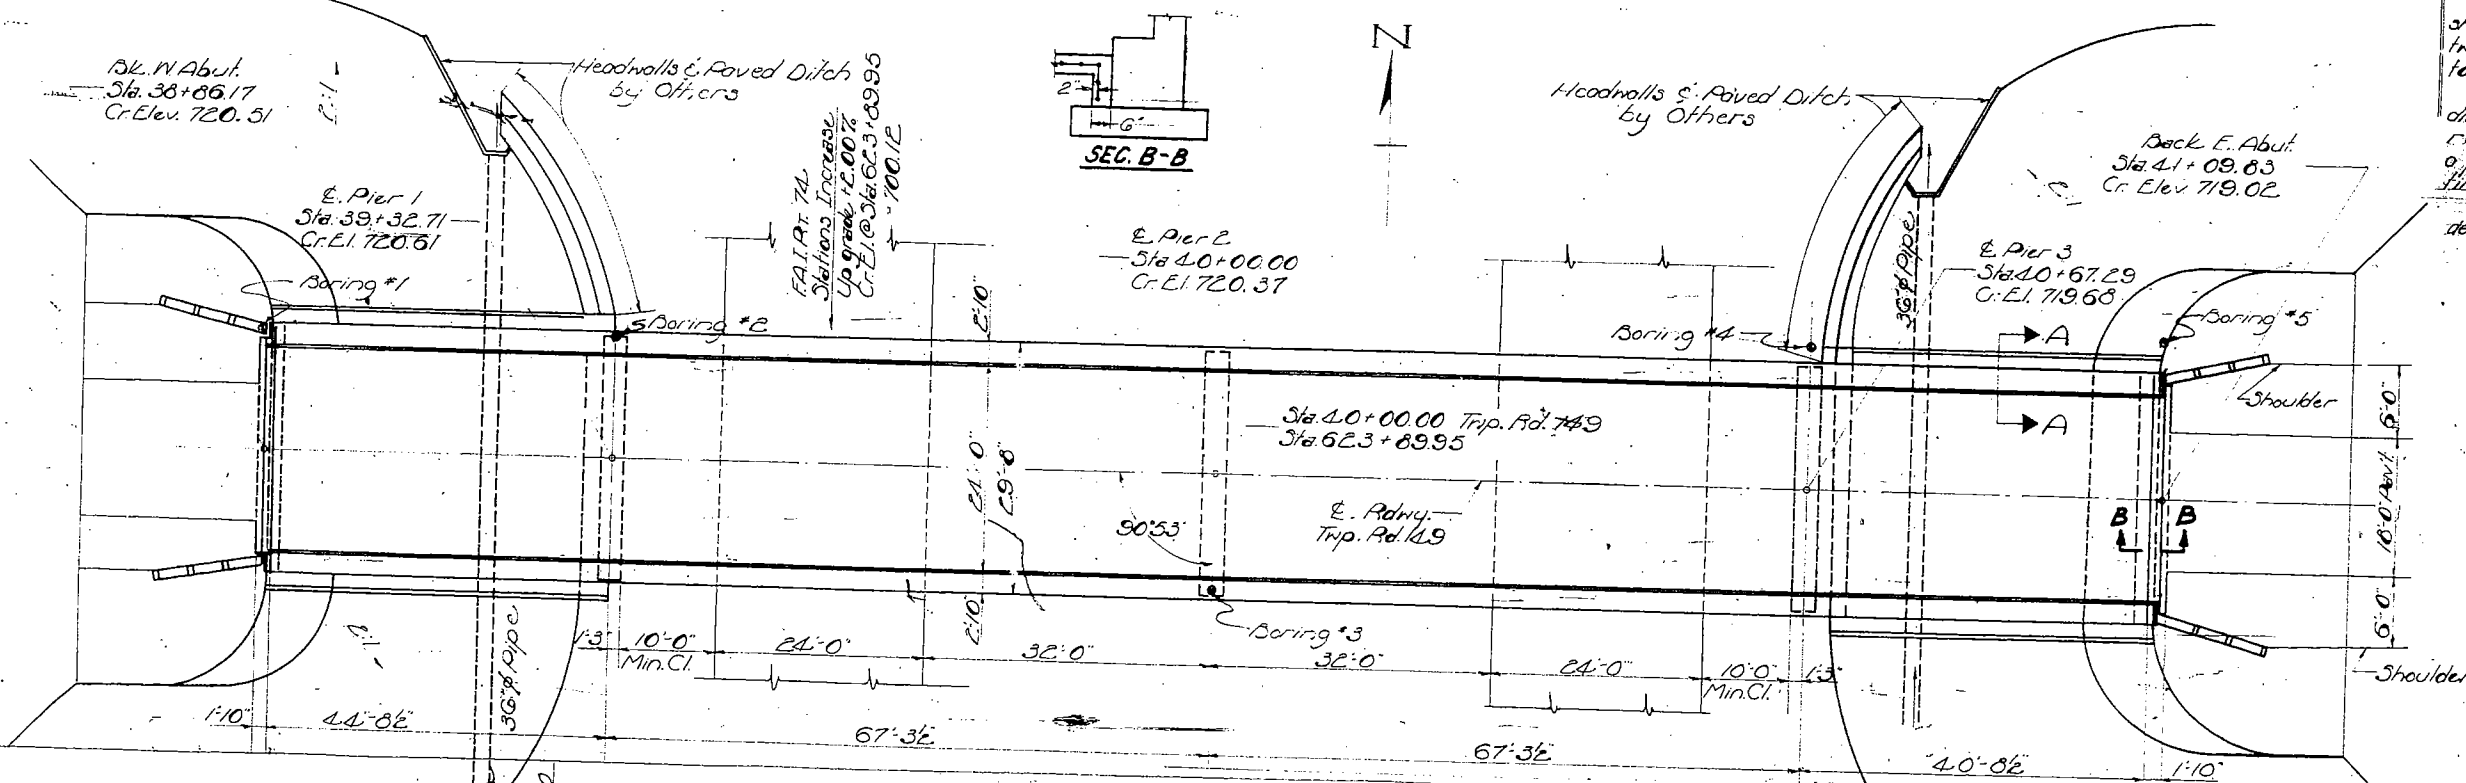 Bk. W. Abut.
Sta. 38+86.17
Cr. Elev. 720.51
2:1
Headwalls & Paved Ditch
by Others
2"
6"
SEC. B-B
N
Headwalls & Paved Ditch
by Others
Back E. Abut.
Sta. 41+09.83
Cr. Elev. 719.02
℄ Pier 1
Sta. 39+32.71
Cr. El. 720.61
F.A.I. Rt. 74
Stations Increase
Up grade +2.00%
Cr. El. @ Sta. 623+89.95
= 700.12
℄ Pier 2
Sta. 40+00.00
Cr. El. 720.37
36"ϕ Pipe
℄ Pier 3
Sta. 40+67.29
Cr. El. 719.68
Boring #1
Boring #2
2'-10"
Boring #4
A
A
Boring #5
Shoulder
Sta. 40+00.00 Twp. Rd. 149
Sta. 623+89.95
24'-0"
29'-8"
90°53'
℄ Rdwy.
Twp. Rd. 149
B
B
6'-0"
18'-0" Pav't.
6'-0"
2:1
36"ϕ Pipe
1'-3"
10'-0"
Min. Cl.
24'-0"
2'-10"
32'-0"
Boring #3
32'-0"
24'-0"
10'-0"
Min. Cl.
1'-3"
Shoulder
1'-10"
44'-8½"
67'-3½"
67'-3½"
40'-8½"
1'-10"